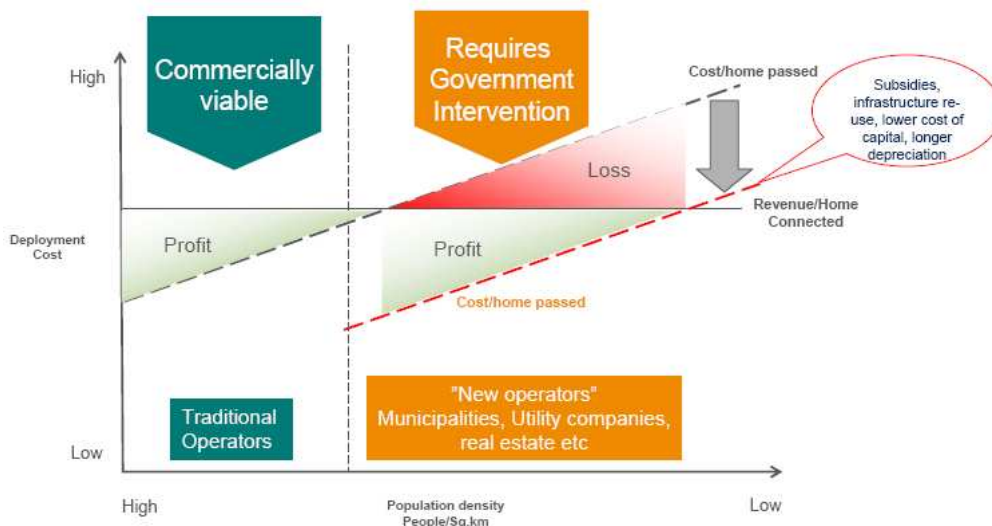 Commercially
viable
Requires
Government
Intervention
High
Cost/home passed
Subsidies,
infrastructure re-
use, lower cost of
capital, longer
depreciation
Loss
Revenue/Home
Connected
Deployment
Cost
Profit
Profit
Cost/home passed
Traditional
Operators
"New operators"
Municipalities, Utility companies,
real estate etc
Low
High
Population density
People/Sq.km
Low